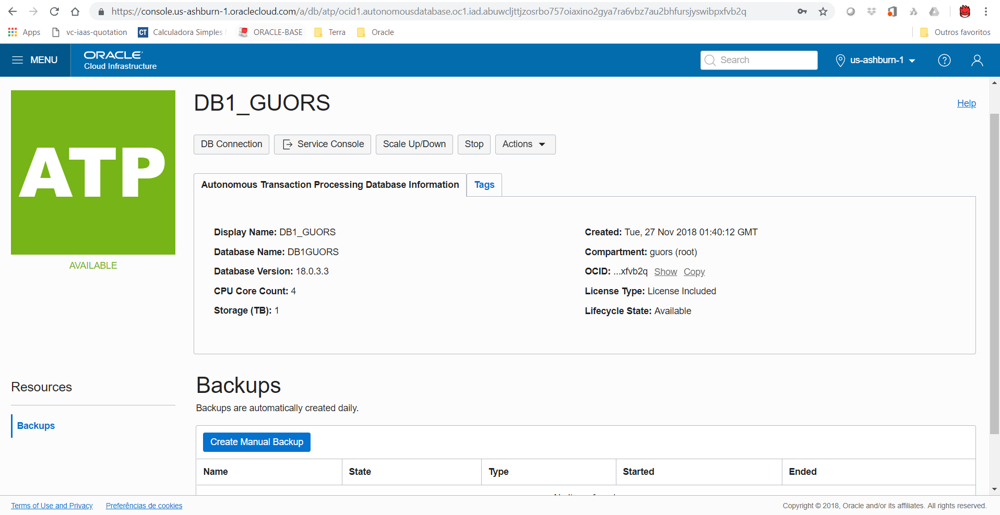 https://console.us-ashburn-1.oraclecloud.com/a/db/atp/ocid1.autonomousdatabase.oc1.iad.abuwcljttjzosrbo757oiaxino2gya7ra6vbz7au2bhfursjyswibpxfvb2q
Apps vc-iaas-quotation CT Calculadora Simples ORACLE-BASE Terra Oracle Outros favoritos
MENU ORACLE Cloud Infrastructure Search us-ashburn-1
ATP
AVAILABLE
DB1_GUORS
Help
DB Connection Service Console Scale Up/Down Stop Actions
Autonomous Transaction Processing Database Information Tags
Display Name: DB1_GUORS
Database Name: DB1GUORS
Database Version: 18.0.3.3
CPU Core Count: 4
Storage (TB): 1
Created: Tue, 27 Nov 2018 01:40:12 GMT
Compartment: guors (root)
OCID: ...xfvb2q Show Copy
License Type: License Included
Lifecycle State: Available
Resources
Backups
Backups
Backups are automatically created daily.
Create Manual Backup
Name State Type Started Ended
Terms of Use and Privacy Preferências de cookies
Copyright © 2018, Oracle and/or its affiliates. All rights reserved.